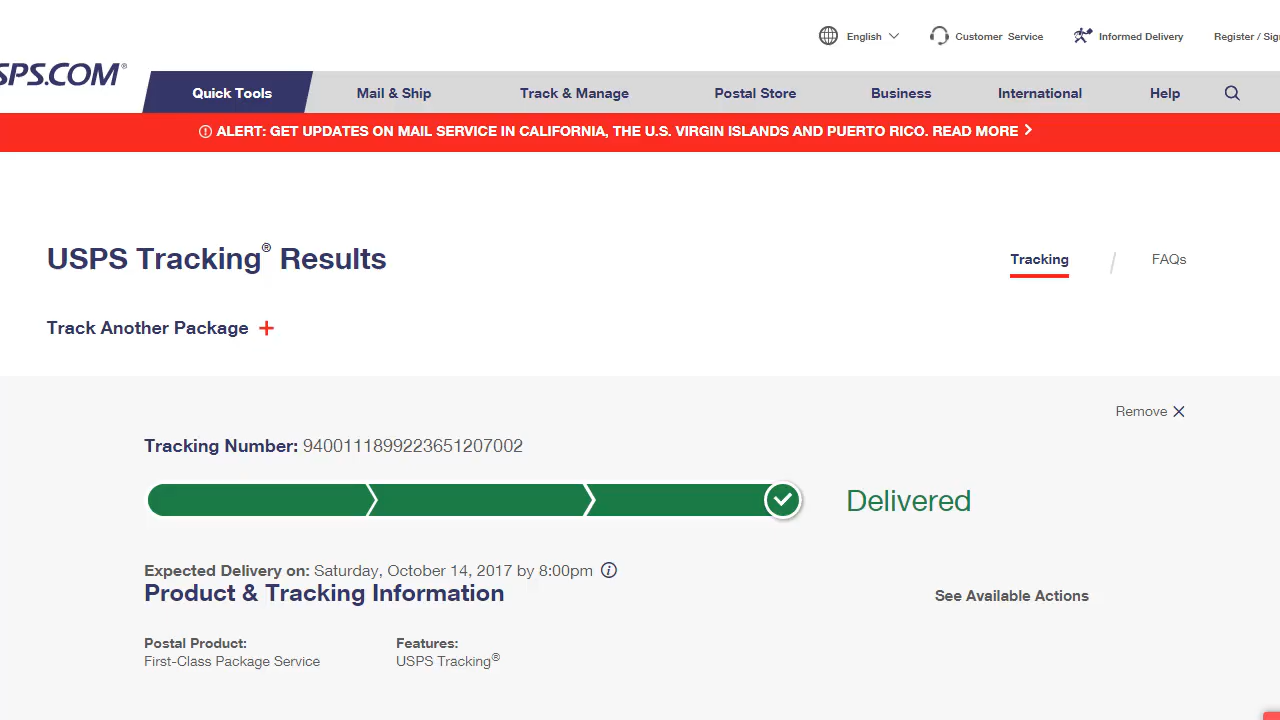 English
Customer Service
Informed Delivery
Register / Sig
SPS.COM®
Quick Tools
Mail & Ship
Track & Manage
Postal Store
Business
International
Help
ALERT: GET UPDATES ON MAIL SERVICE IN CALIFORNIA, THE U.S. VIRGIN ISLANDS AND PUERTO RICO. READ MORE
USPS Tracking® Results
Tracking
FAQs
Track Another Package +
Remove
Tracking Number: 9400111899223651207002
Delivered
Expected Delivery on: Saturday, October 14, 2017 by 8:00pm
Product & Tracking Information
See Available Actions
Postal Product:
Features:
First-Class Package Service
USPS Tracking®